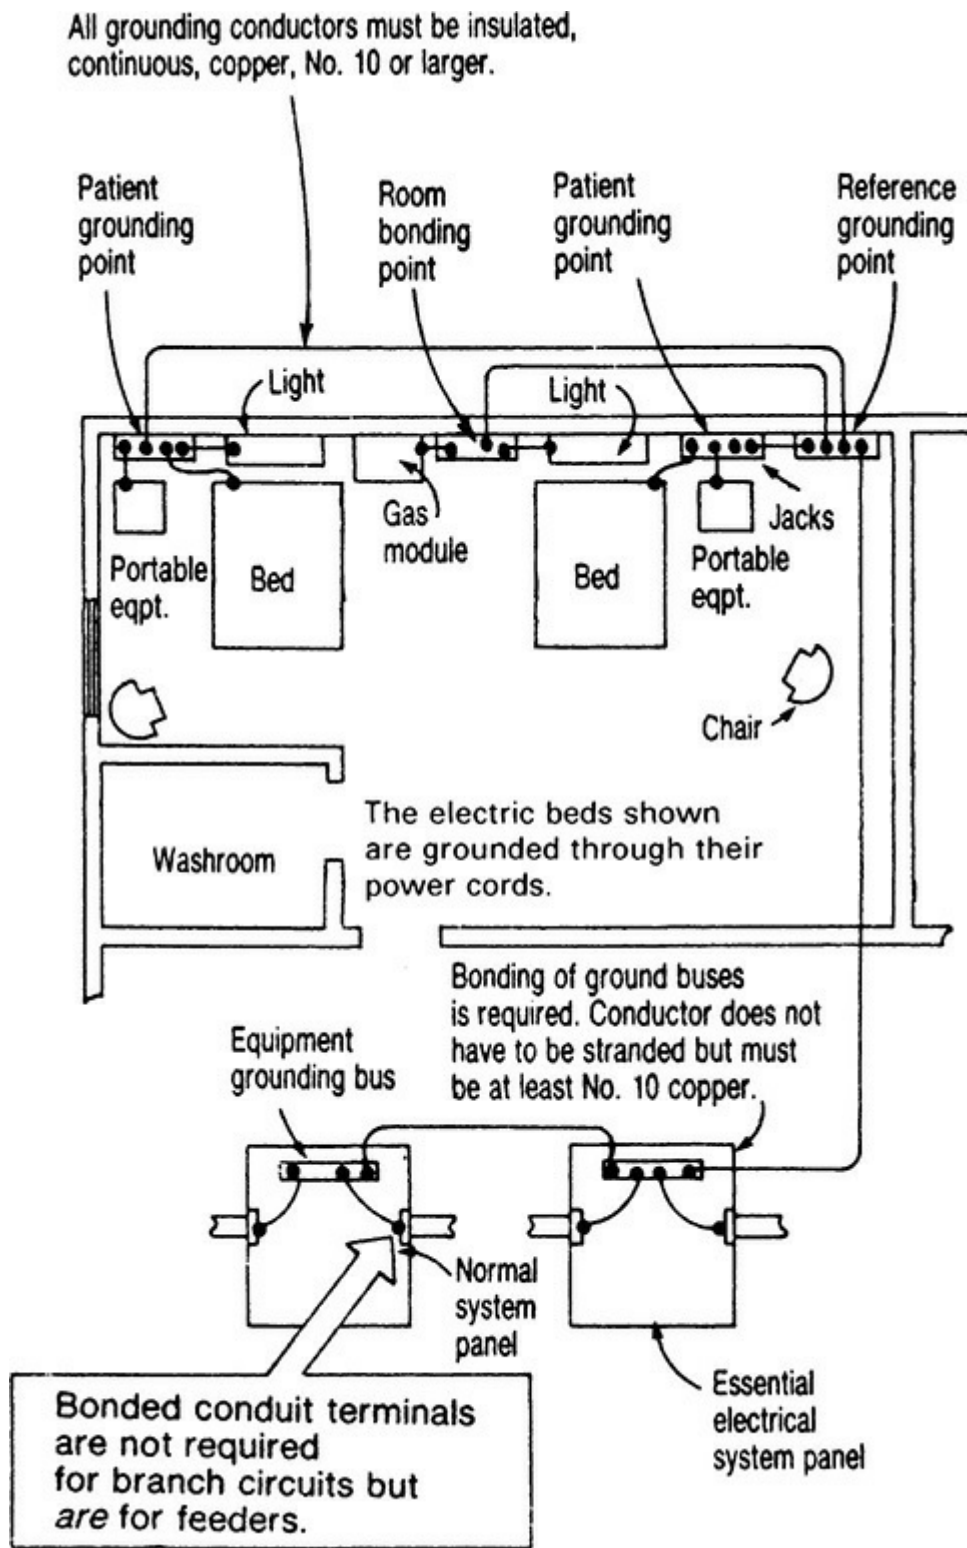 All grounding conductors must be insulated,
continuous, copper, No. 10 or larger.
Patient
grounding
point
Room
bonding
point
Patient
grounding
point
Reference
grounding
point
Light
Light
Gas
module
Jacks
Portable
eqpt.
Bed
Bed
Portable
eqpt.
Chair
Washroom
The electric beds shown
are grounded through their
power cords.
Bonding of ground buses
is required. Conductor does not
have to be stranded but must
be at least No. 10 copper.
Equipment
grounding bus
Normal
system
panel
Essential
electrical
system panel
Bonded conduit terminals
are not required
for branch circuits but
are for feeders.